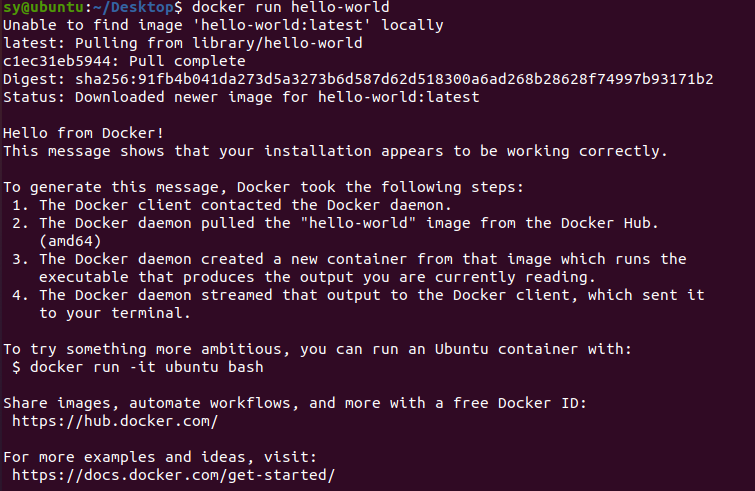 sy@ubuntu:~/Desktop$ docker run hello-world
Unable to find image 'hello-world:latest' locally
latest: Pulling from library/hello-world
c1ec31eb5944: Pull complete
Digest: sha256:91fb4b041da273d5a3273b6d587d62d518300a6ad268b28628f74997b93171b2
Status: Downloaded newer image for hello-world:latest
Hello from Docker!
This message shows that your installation appears to be working correctly.
To generate this message, Docker took the following steps:
1. The Docker client contacted the Docker daemon.
2. The Docker daemon pulled the "hello-world" image from the Docker Hub.
(amd64)
3. The Docker daemon created a new container from that image which runs the
executable that produces the output you are currently reading.
4. The Docker daemon streamed that output to the Docker client, which sent it
to your terminal.
To try something more ambitious, you can run an Ubuntu container with:
$ docker run -it ubuntu bash
Share images, automate workflows, and more with a free Docker ID:
https://hub.docker.com/
For more examples and ideas, visit:
https://docs.docker.com/get-started/